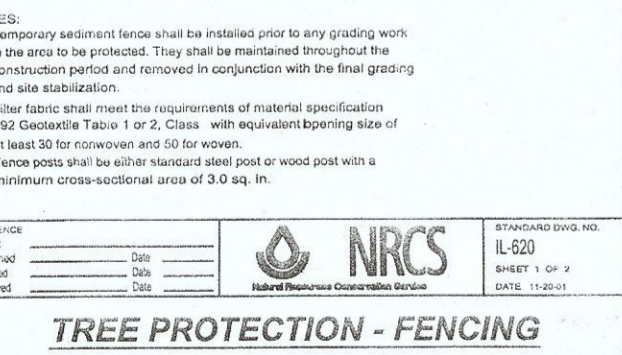 ES:
emporary sediment fence shall be installed prior to any grading work
the area to be protected. They shall be maintained throughout the
onstruction period and removed in conjunction with the final grading
nd site stabilization.
ilter fabric shall meet the requirements of material specification
92 Geotextile Table 1 or 2, Class with equivalent opening size of
t least 30 for nonwoven and 50 for woven.
ence posts shall be either standard steel post or wood post with a
minimum cross-sectional area of 3.0 sq. in.
ENCE
Date
Date
Date
NRCS
Natural Resources Conservation Service
STANDARD DWG. NO.
IL-620
SHEET 1 OF 2
DATE 11-20-01
TREE PROTECTION - FENCING